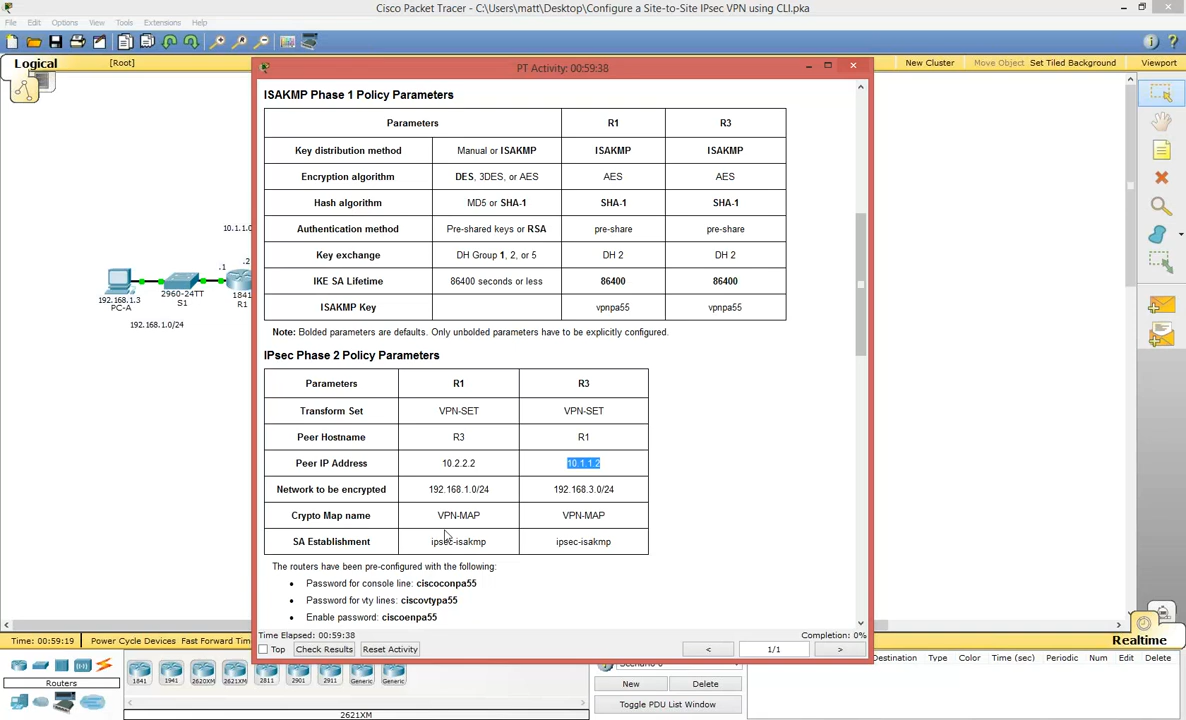 Cisco Packet Tracer - C:\Users\matt\Desktop\Configure a Site-to-Site IPsec VPN using CLI.pka
File Edit Options View Tools Extensions Help
Logical [Root] New Cluster Move Object Set Tiled Background Viewport
PT Activity: 00:59:38
ISAKMP Phase 1 Policy Parameters
Parameters R1 R3
Key distribution method Manual or ISAKMP ISAKMP ISAKMP
Encryption algorithm DES, 3DES, or AES AES AES
Hash algorithm MD5 or SHA-1 SHA-1 SHA-1
Authentication method Pre-shared keys or RSA pre-share pre-share
Key exchange DH Group 1, 2, or 5 DH 2 DH 2
IKE SA Lifetime 86400 seconds or less 86400 86400
ISAKMP Key vpnpa55 vpnpa55
Note: Bolded parameters are defaults. Only unbolded parameters have to be explicitly configured.
IPsec Phase 2 Policy Parameters
Parameters R1 R3
Transform Set VPN-SET VPN-SET
Peer Hostname R3 R1
Peer IP Address 10.2.2.2 10.1.1.2
Network to be encrypted 192.168.1.0/24 192.168.3.0/24
Crypto Map name VPN-MAP VPN-MAP
SA Establishment ipsec-isakmp ipsec-isakmp
The routers have been pre-configured with the following:
• Password for console line: ciscoconpa55
• Password for vty lines: ciscovtypa55
• Enable password: ciscoenpa55
Time Elapsed: 00:59:38 Completion: 0%
Top Check Results Reset Activity < 1/1 >
10.1.1.0
.1 .2
192.168.1.3
PC-A
2960-24TT
S1
1841
R1
192.168.1.0/24
Realtime
Time: 00:59:19 Power Cycle Devices Fast Forward Time
Routers
1841 1941 2620XM 2621XM 2811 2901 2911 Generic Generic
2621XM
New Delete
Toggle PDU List Window
Destination Type Color Time (sec) Periodic Num Edit Delete